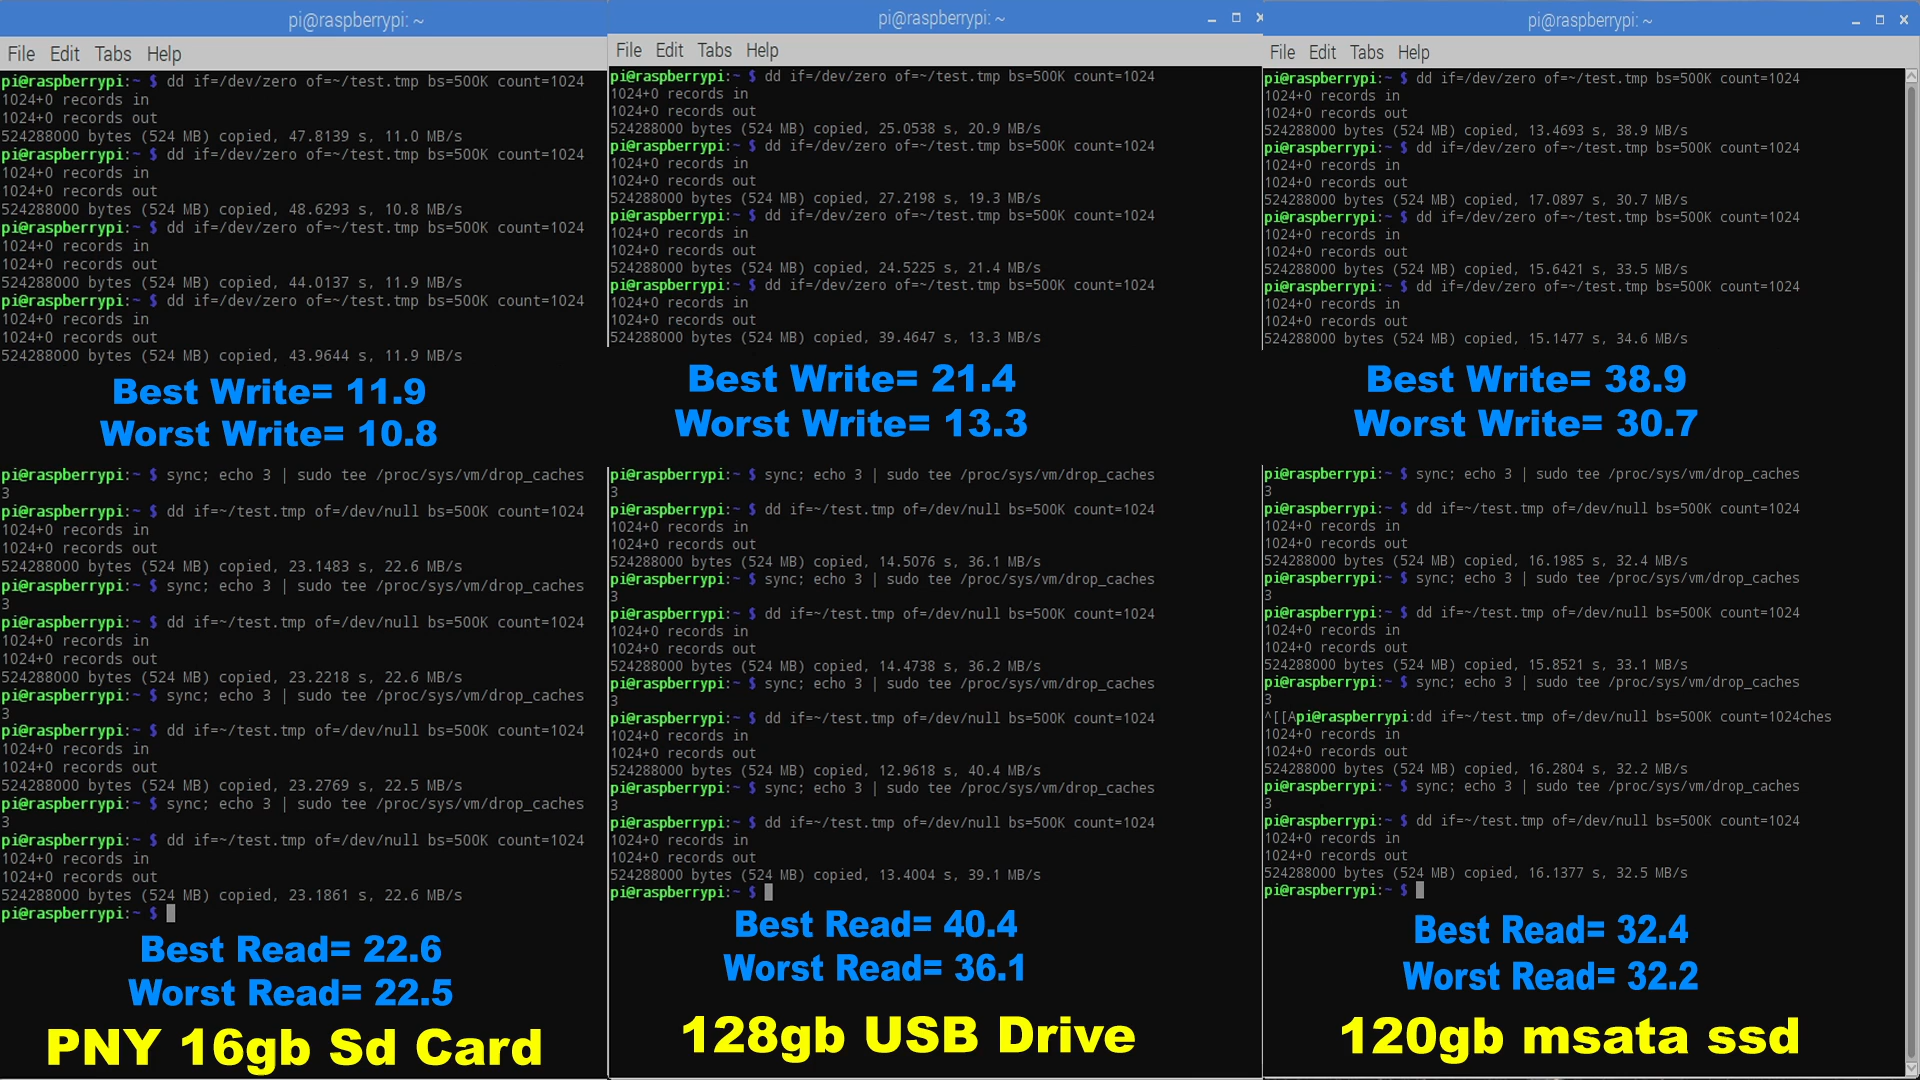 pi@raspberrypi: ~
File Edit Tabs Help
pi@raspberrypi:~ $ dd if=/dev/zero of=~/test.tmp bs=500K count=1024
1024+0 records in
1024+0 records out
524288000 bytes (524 MB) copied, 47.8139 s, 11.0 MB/s
pi@raspberrypi:~ $ dd if=/dev/zero of=~/test.tmp bs=500K count=1024
1024+0 records in
1024+0 records out
524288000 bytes (524 MB) copied, 48.6293 s, 10.8 MB/s
pi@raspberrypi:~ $ dd if=/dev/zero of=~/test.tmp bs=500K count=1024
1024+0 records in
1024+0 records out
524288000 bytes (524 MB) copied, 44.0137 s, 11.9 MB/s
pi@raspberrypi:~ $ dd if=/dev/zero of=~/test.tmp bs=500K count=1024
1024+0 records in
1024+0 records out
524288000 bytes (524 MB) copied, 43.9644 s, 11.9 MB/s
Best Write= 11.9
Worst Write= 10.8
pi@raspberrypi:~ $ sync; echo 3 | sudo tee /proc/sys/vm/drop_caches
3
pi@raspberrypi:~ $ dd if=~/test.tmp of=/dev/null bs=500K count=1024
1024+0 records in
1024+0 records out
524288000 bytes (524 MB) copied, 23.1483 s, 22.6 MB/s
pi@raspberrypi:~ $ sync; echo 3 | sudo tee /proc/sys/vm/drop_caches
3
pi@raspberrypi:~ $ dd if=~/test.tmp of=/dev/null bs=500K count=1024
1024+0 records in
1024+0 records out
524288000 bytes (524 MB) copied, 23.2218 s, 22.6 MB/s
pi@raspberrypi:~ $ sync; echo 3 | sudo tee /proc/sys/vm/drop_caches
3
pi@raspberrypi:~ $ dd if=~/test.tmp of=/dev/null bs=500K count=1024
1024+0 records in
1024+0 records out
524288000 bytes (524 MB) copied, 23.2769 s, 22.5 MB/s
pi@raspberrypi:~ $ sync; echo 3 | sudo tee /proc/sys/vm/drop_caches
3
pi@raspberrypi:~ $ dd if=~/test.tmp of=/dev/null bs=500K count=1024
1024+0 records in
1024+0 records out
524288000 bytes (524 MB) copied, 23.1861 s, 22.6 MB/s
pi@raspberrypi:~ $
Best Read= 22.6
Worst Read= 22.5
PNY 16gb Sd Card
pi@raspberrypi: ~
File Edit Tabs Help
pi@raspberrypi:~ $ dd if=/dev/zero of=~/test.tmp bs=500K count=1024
1024+0 records in
1024+0 records out
524288000 bytes (524 MB) copied, 25.0538 s, 20.9 MB/s
pi@raspberrypi:~ $ dd if=/dev/zero of=~/test.tmp bs=500K count=1024
1024+0 records in
1024+0 records out
524288000 bytes (524 MB) copied, 27.2198 s, 19.3 MB/s
pi@raspberrypi:~ $ dd if=/dev/zero of=~/test.tmp bs=500K count=1024
1024+0 records in
1024+0 records out
524288000 bytes (524 MB) copied, 24.5225 s, 21.4 MB/s
pi@raspberrypi:~ $ dd if=/dev/zero of=~/test.tmp bs=500K count=1024
1024+0 records in
1024+0 records out
524288000 bytes (524 MB) copied, 39.4647 s, 13.3 MB/s
Best Write= 21.4
Worst Write= 13.3
pi@raspberrypi:~ $ sync; echo 3 | sudo tee /proc/sys/vm/drop_caches
3
pi@raspberrypi:~ $ dd if=~/test.tmp of=/dev/null bs=500K count=1024
1024+0 records in
1024+0 records out
524288000 bytes (524 MB) copied, 14.5076 s, 36.1 MB/s
pi@raspberrypi:~ $ sync; echo 3 | sudo tee /proc/sys/vm/drop_caches
3
pi@raspberrypi:~ $ dd if=~/test.tmp of=/dev/null bs=500K count=1024
1024+0 records in
1024+0 records out
524288000 bytes (524 MB) copied, 14.4738 s, 36.2 MB/s
pi@raspberrypi:~ $ sync; echo 3 | sudo tee /proc/sys/vm/drop_caches
3
pi@raspberrypi:~ $ dd if=~/test.tmp of=/dev/null bs=500K count=1024
1024+0 records in
1024+0 records out
524288000 bytes (524 MB) copied, 12.9618 s, 40.4 MB/s
pi@raspberrypi:~ $ sync; echo 3 | sudo tee /proc/sys/vm/drop_caches
3
pi@raspberrypi:~ $ dd if=~/test.tmp of=/dev/null bs=500K count=1024
1024+0 records in
1024+0 records out
524288000 bytes (524 MB) copied, 13.4004 s, 39.1 MB/s
pi@raspberrypi:~ $
Best Read= 40.4
Worst Read= 36.1
128gb USB Drive
pi@raspberrypi: ~
File Edit Tabs Help
pi@raspberrypi:~ $ dd if=/dev/zero of=~/test.tmp bs=500K count=1024
1024+0 records in
1024+0 records out
524288000 bytes (524 MB) copied, 13.4693 s, 38.9 MB/s
pi@raspberrypi:~ $ dd if=/dev/zero of=~/test.tmp bs=500K count=1024
1024+0 records in
1024+0 records out
524288000 bytes (524 MB) copied, 17.0897 s, 30.7 MB/s
pi@raspberrypi:~ $ dd if=/dev/zero of=~/test.tmp bs=500K count=1024
1024+0 records in
1024+0 records out
524288000 bytes (524 MB) copied, 15.6421 s, 33.5 MB/s
pi@raspberrypi:~ $ dd if=/dev/zero of=~/test.tmp bs=500K count=1024
1024+0 records in
1024+0 records out
524288000 bytes (524 MB) copied, 15.1477 s, 34.6 MB/s
Best Write= 38.9
Worst Write= 30.7
pi@raspberrypi:~ $ sync; echo 3 | sudo tee /proc/sys/vm/drop_caches
3
pi@raspberrypi:~ $ dd if=~/test.tmp of=/dev/null bs=500K count=1024
1024+0 records in
1024+0 records out
524288000 bytes (524 MB) copied, 16.1985 s, 32.4 MB/s
pi@raspberrypi:~ $ sync; echo 3 | sudo tee /proc/sys/vm/drop_caches
3
pi@raspberrypi:~ $ dd if=~/test.tmp of=/dev/null bs=500K count=1024
1024+0 records in
1024+0 records out
524288000 bytes (524 MB) copied, 15.8521 s, 33.1 MB/s
pi@raspberrypi:~ $ sync; echo 3 | sudo tee /proc/sys/vm/drop_caches
3
^[[Api@raspberrypi:dd if=~/test.tmp of=/dev/null bs=500K count=1024ches
1024+0 records in
1024+0 records out
524288000 bytes (524 MB) copied, 16.2804 s, 32.2 MB/s
pi@raspberrypi:~ $ sync; echo 3 | sudo tee /proc/sys/vm/drop_caches
3
pi@raspberrypi:~ $ dd if=~/test.tmp of=/dev/null bs=500K count=1024
1024+0 records in
1024+0 records out
524288000 bytes (524 MB) copied, 16.1377 s, 32.5 MB/s
pi@raspberrypi:~ $
Best Read= 32.4
Worst Read= 32.2
120gb msata ssd